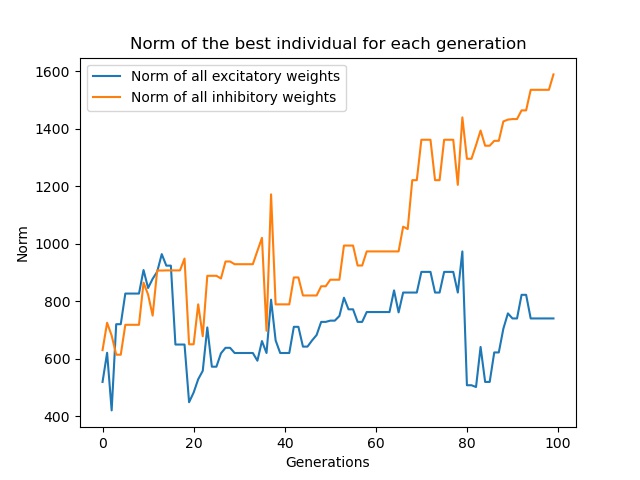 Norm of the best individual for each generation
Norm of all excitatory weights
Norm of all inhibitory weights
1600
1400
1200
1000
800
600
400
Norm
0
20
40
60
80
100
Generations